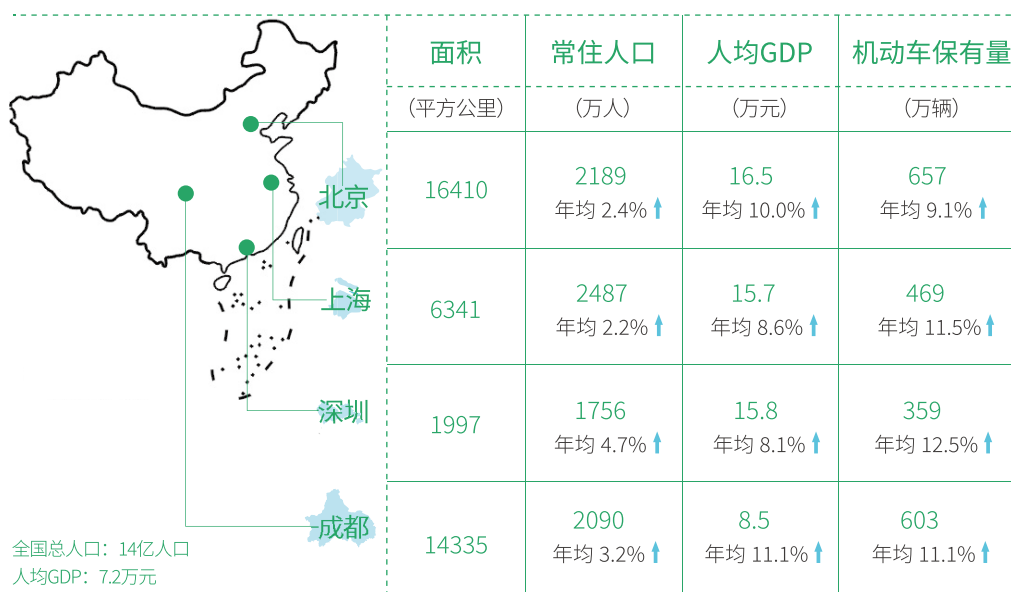 面积 常住人口 人均GDP 机动车保有量
（平方公里） （万人） （万元） （万辆）
北京 16410 2189 16.5 657
年均 2.4% 年均 10.0% 年均 9.1%
上海 6341 2487 15.7 469
年均 2.2% 年均 8.6% 年均 11.5%
深圳 1997 1756 15.8 359
年均 4.7% 年均 8.1% 年均 12.5%
成都 14335 2090 8.5 603
年均 3.2% 年均 11.1% 年均 11.1%
全国总人口：14亿人口
人均GDP：7.2万元